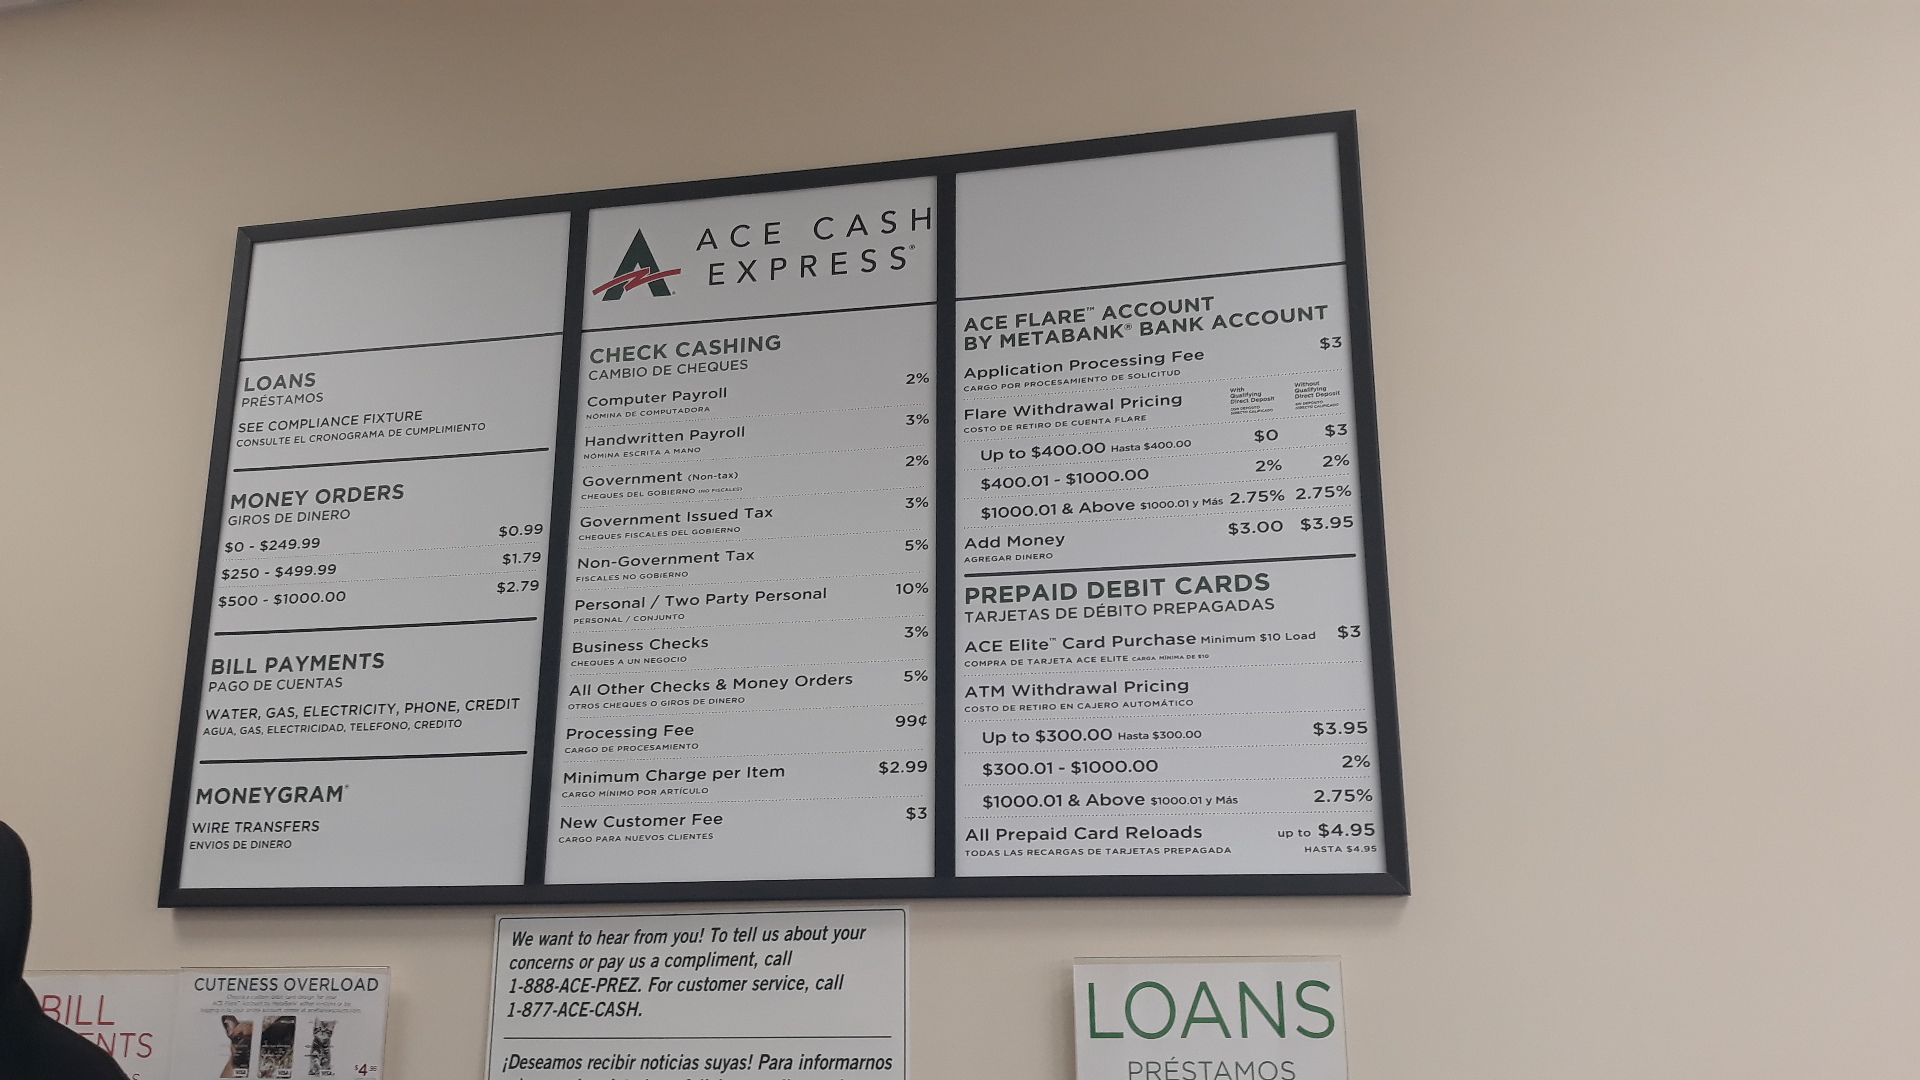 LOANS
PRÉSTAMOS
SEE COMPLIANCE FIXTURE
CONSULTE EL CRONOGRAMA DE CUMPLIMIENTO
MONEY ORDERS
GIROS DE DINERO
$0 - $249.99 $0.99
$250 - $499.99 $1.79
$500 - $1000.00 $2.79
BILL PAYMENTS
PAGO DE CUENTAS
WATER, GAS, ELECTRICITY, PHONE, CREDIT
AGUA, GAS, ELECTRICIDAD, TELEFONO, CREDITO
MONEYGRAM®
WIRE TRANSFERS
ENVIOS DE DINERO
ACE CASH
EXPRESS®
CHECK CASHING
CAMBIO DE CHEQUES
Computer Payroll 2%
NÓMINA DE COMPUTADORA
Handwritten Payroll 3%
NÓMINA ESCRITA A MANO
Government (Non-tax) 2%
CHEQUES DEL GOBIERNO (NO FISCALES)
Government Issued Tax 3%
CHEQUES FISCALES DEL GOBIERNO
Non-Government Tax 5%
FISCALES NO GOBIERNO
Personal / Two Party Personal 10%
PERSONAL / CONJUNTO
Business Checks 3%
CHEQUES A UN NEGOCIO
All Other Checks & Money Orders 5%
OTROS CHEQUES O GIROS DE DINERO
Processing Fee 99¢
CARGO DE PROCESAMIENTO
Minimum Charge per Item $2.99
CARGO MÍNIMO POR ARTÍCULO
New Customer Fee $3
CARGO PARA NUEVOS CLIENTES
ACE FLARE™ ACCOUNT
BY METABANK® BANK ACCOUNT
Application Processing Fee $3
CARGO POR PROCESAMIENTO DE SOLICITUD
Flare Withdrawal Pricing With Qualifying Direct Deposit Without Qualifying Direct Deposit
COSTO DE RETIRO DE CUENTA FLARE
Up to $400.00 Hasta $400.00 $0 $3
$400.01 - $1000.00 2% 2%
$1000.01 & Above $1000.01 y Más 2.75% 2.75%
Add Money $3.00 $3.95
AGREGAR DINERO
PREPAID DEBIT CARDS
TARJETAS DE DÉBITO PREPAGADAS
ACE Elite™ Card Purchase Minimum $10 Load $3
COMPRA DE TARJETA ACE ELITE CARGA MÍNIMA DE $10
ATM Withdrawal Pricing
COSTO DE RETIRO EN CAJERO AUTOMÁTICO
Up to $300.00 Hasta $300.00 $3.95
$300.01 - $1000.00 2%
$1000.01 & Above $1000.01 y Más 2.75%
All Prepaid Card Reloads up to $4.95
TODAS LAS RECARGAS DE TARJETAS PREPAGADA HASTA $4.95
BILL
ENTS
CUTENESS OVERLOAD
We want to hear from you! To tell us about your
concerns or pay us a compliment, call
1-888-ACE-PREZ. For customer service, call
1-877-ACE-CASH.
¡Deseamos recibir noticias suyas! Para informarnos
LOANS
PRÉSTAMOS